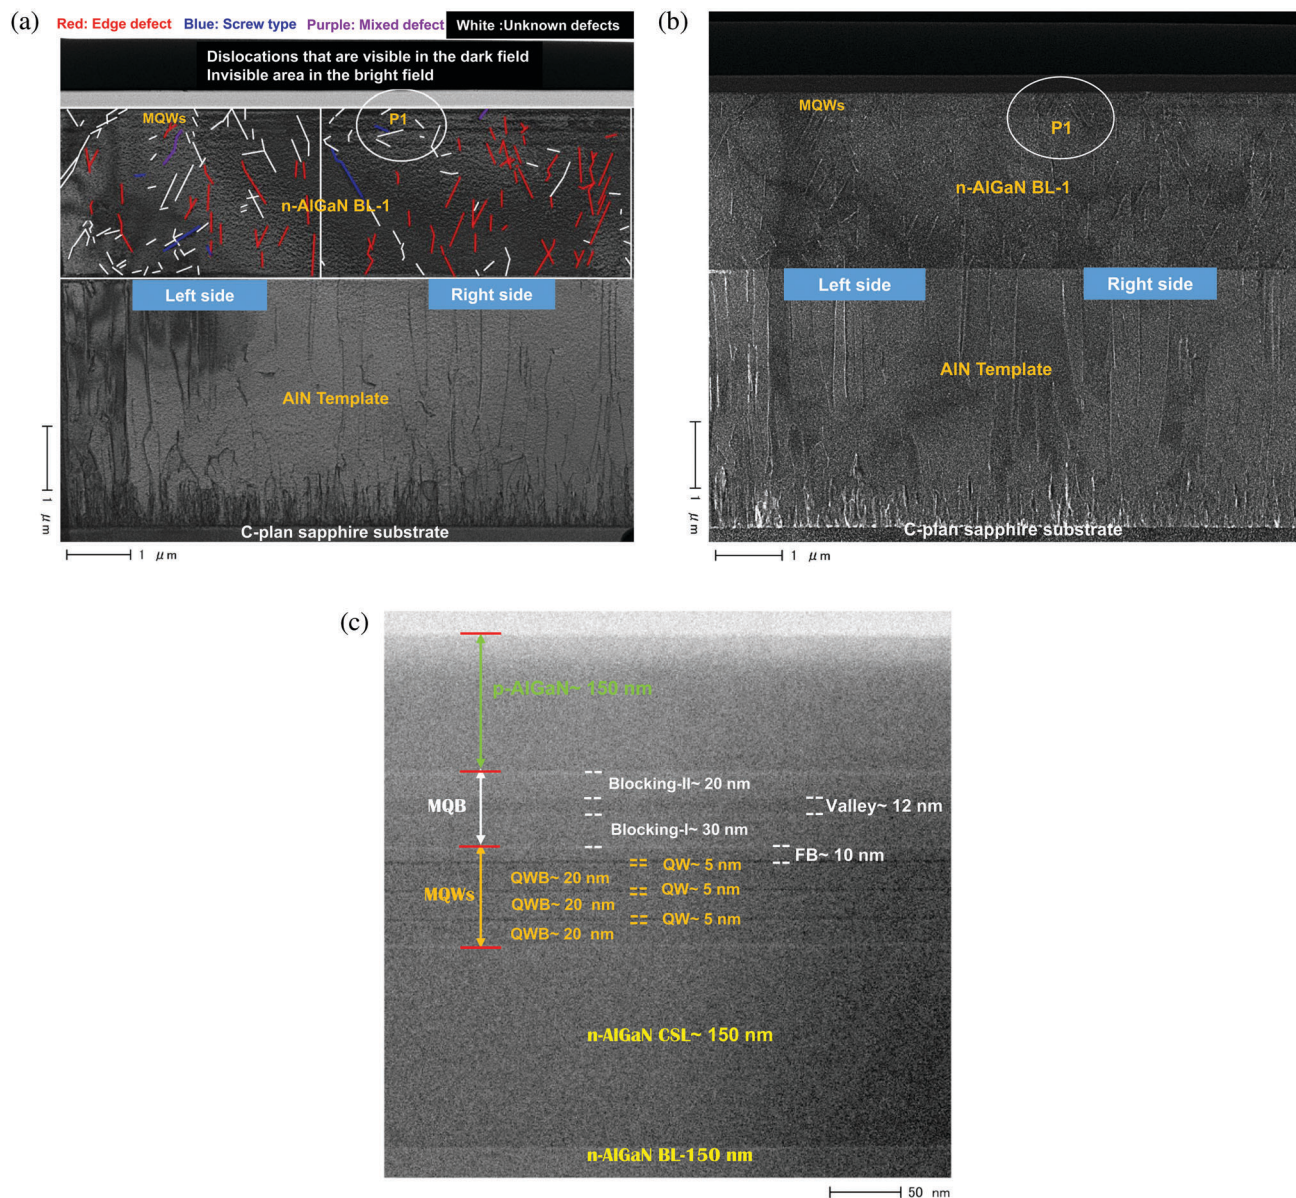 (a)
Red: Edge defect Blue: Screw type Purple: Mixed defect White :Unknown defects
Dislocations that are visible in the dark field
Invisible area in the bright field
MQWs
P1
n-AlGaN BL-1
Left side
Right side
AlN Template
1 μm
C-plan sapphire substrate
1 μm
(b)
MQWs
P1
n-AlGaN BL-1
Left side
Right side
AlN Template
1 μm
C-plan sapphire substrate
1 μm
(c)
p-AlGaN~ 150 nm
Blocking-II~ 20 nm
MQB
Valley~ 12 nm
Blocking-I~ 30 nm
FB~ 10 nm
QW~ 5 nm
QWB~ 20 nm
MQWs
QW~ 5 nm
QWB~ 20 nm
QW~ 5 nm
QWB~ 20 nm
n-AlGaN CSL~ 150 nm
n-AlGaN BL-150 nm
50 nm